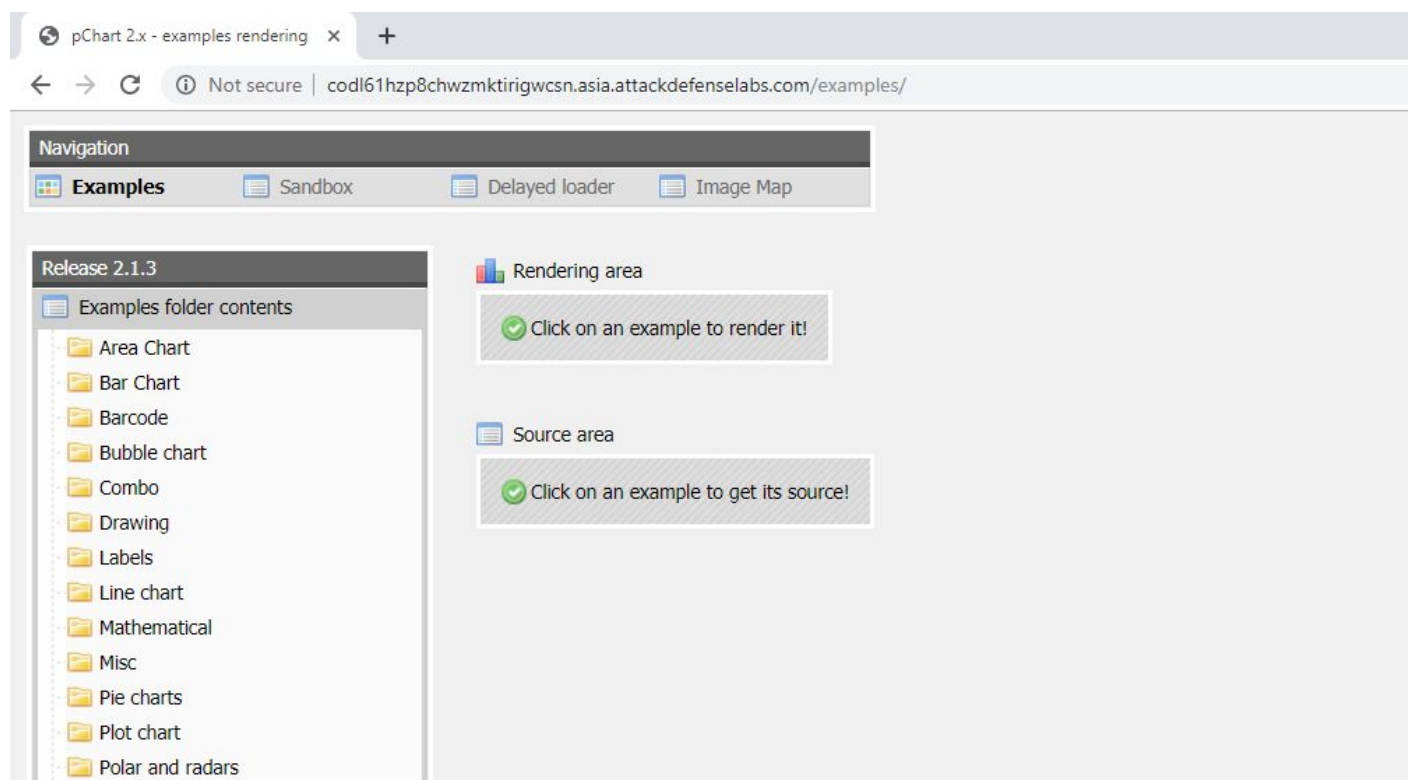 pChart 2.x - examples rendering
Not secure | codl61hzp8chwzmktirigwcsn.asia.attackdefenselabs.com/examples/
Navigation
Examples Sandbox Delayed loader Image Map
Release 2.1.3
Examples folder contents
Area Chart
Bar Chart
Barcode
Bubble chart
Combo
Drawing
Labels
Line chart
Mathematical
Misc
Pie charts
Plot chart
Polar and radars
Rendering area
Click on an example to render it!
Source area
Click on an example to get its source!